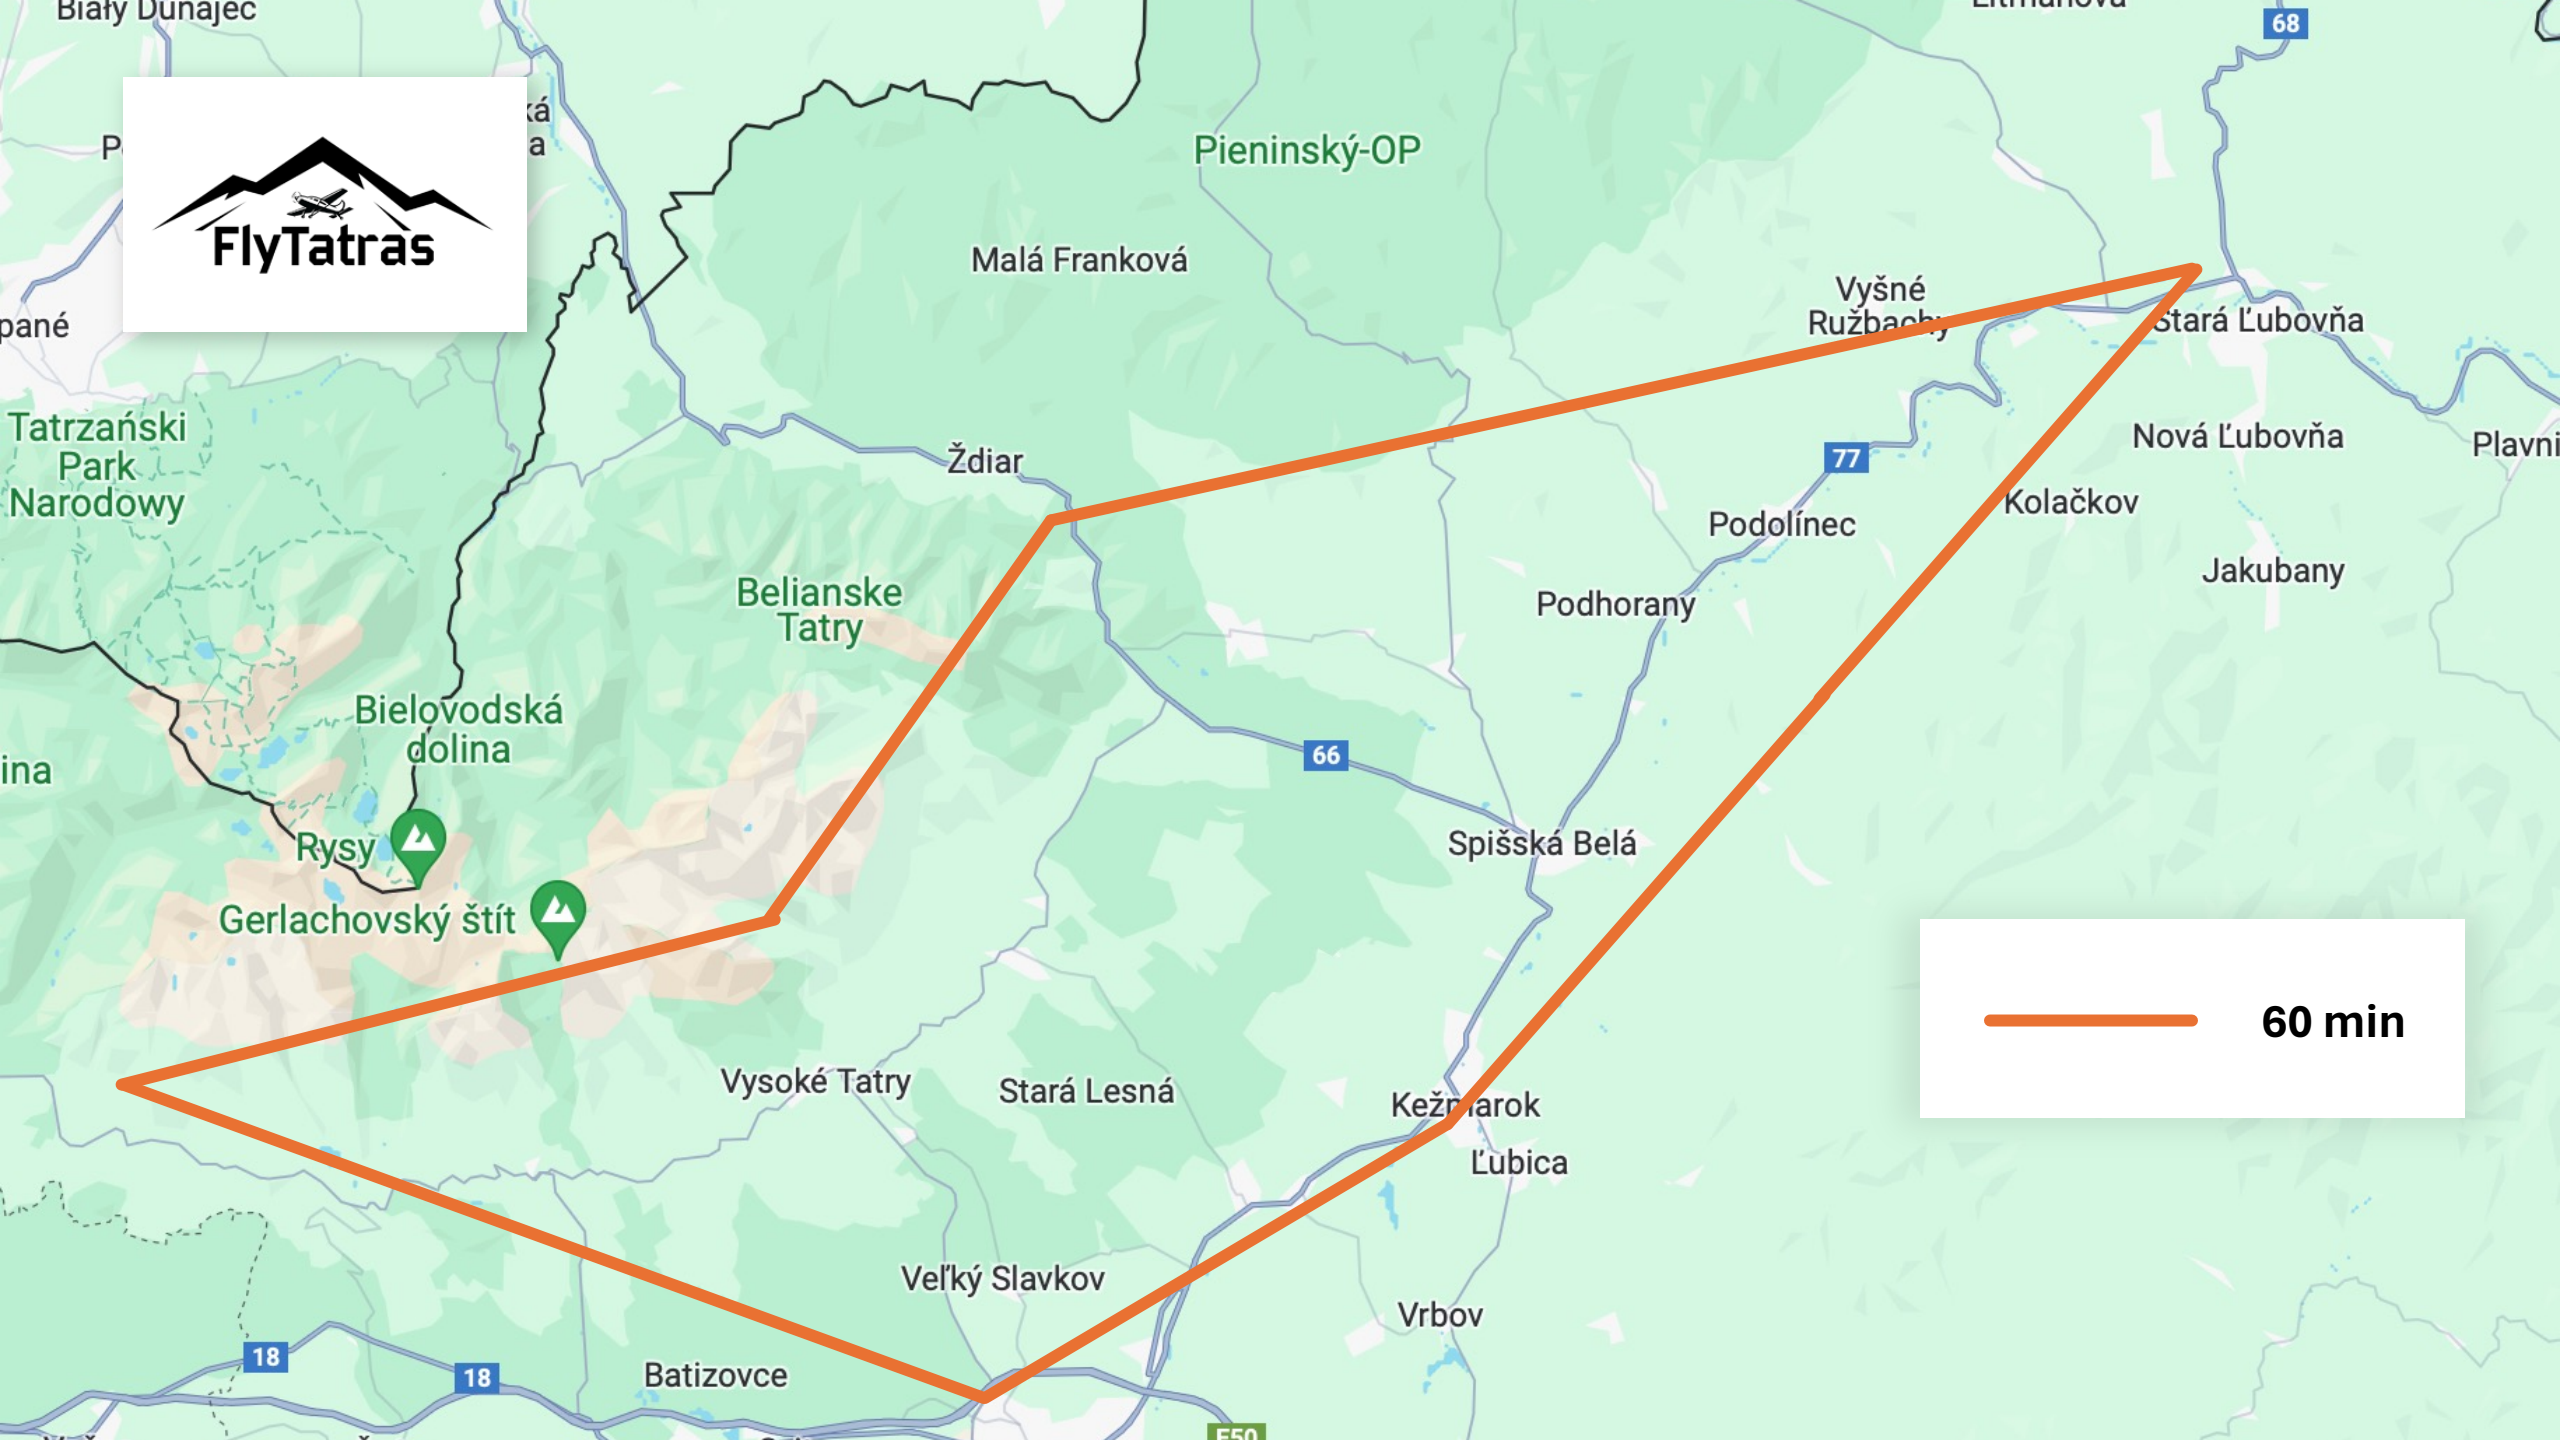 Biały Dunajec
68
Pieninský-OP
FlyTatras
Malá Franková
Vyšné
Ružbachy
Stará Ľubovňa
Tatrzański
Park
Narodowy
Ždiar
77
Nová Ľubovňa
Kolačkov
Podolínec
Jakubany
Belianske
Tatry
Podhorany
Bielovodská
dolina
66
Rysy
Spišská Belá
Gerlachovský štít
60 min
Vysoké Tatry
Stará Lesná
Kežmarok
Ľubica
Veľký Slavkov
Vrbov
18
18
Batizovce
E50